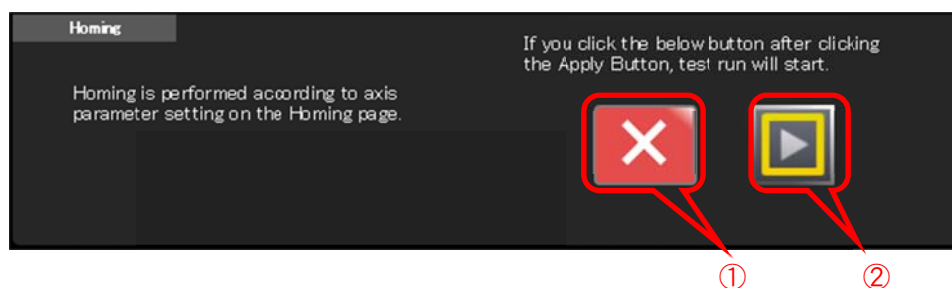 Homing
If you click the below button after clicking
the Apply Button, test run will start.
Homing is performed according to axis
parameter setting on the Homing page.
① ②